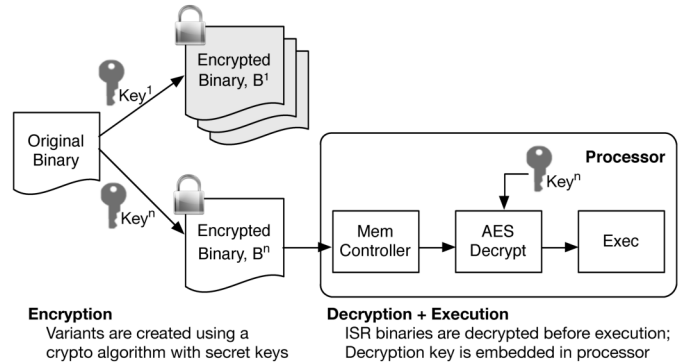 Encrypted
Binary, B¹
Key¹
Original
Binary
Processor
Keyⁿ
Keyⁿ
Encrypted
Binary, Bⁿ
Mem
Controller
AES
Decrypt
Exec
Encryption
Variants are created using a
crypto algorithm with secret keys
Decryption + Execution
ISR binaries are decrypted before execution;
Decryption key is embedded in processor